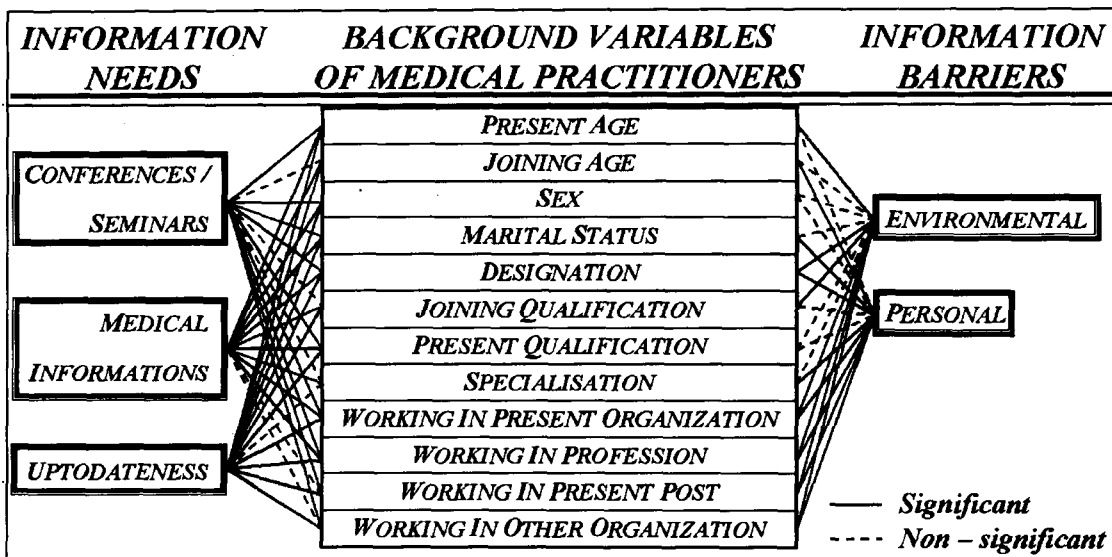 INFORMATION NEEDS
BACKGROUND VARIABLES OF MEDICAL PRACTITIONERS
INFORMATION BARRIERS
CONFERENCES /
SEMINARS
MEDICAL
INFORMATIONS
UPTODATENESS
PRESENT AGE
JOINING AGE
SEX
MARITAL STATUS
DESIGNATION
JOINING QUALIFICATION
PRESENT QUALIFICATION
SPECIALISATION
WORKING IN PRESENT ORGANIZATION
WORKING IN PROFESSION
WORKING IN PRESENT POST
WORKING IN OTHER ORGANIZATION
ENVIRONMENTAL
PERSONAL
Significant
Non – significant